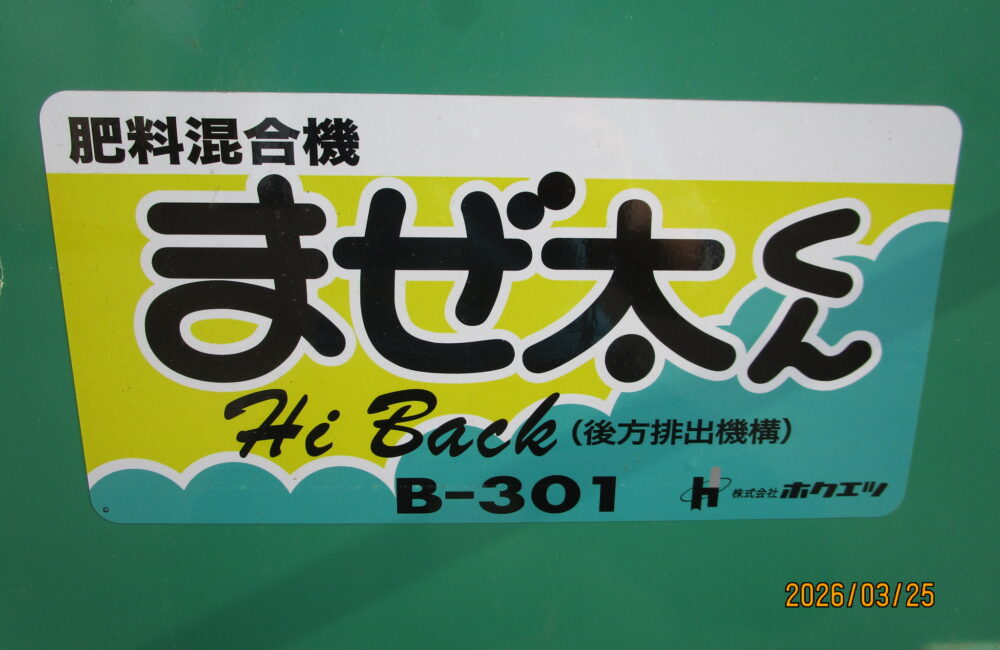 肥料混合機
まぜ太くん
Hi Back（後方排出機構）
B-301
株式会社ホクエツ
2026/03/25